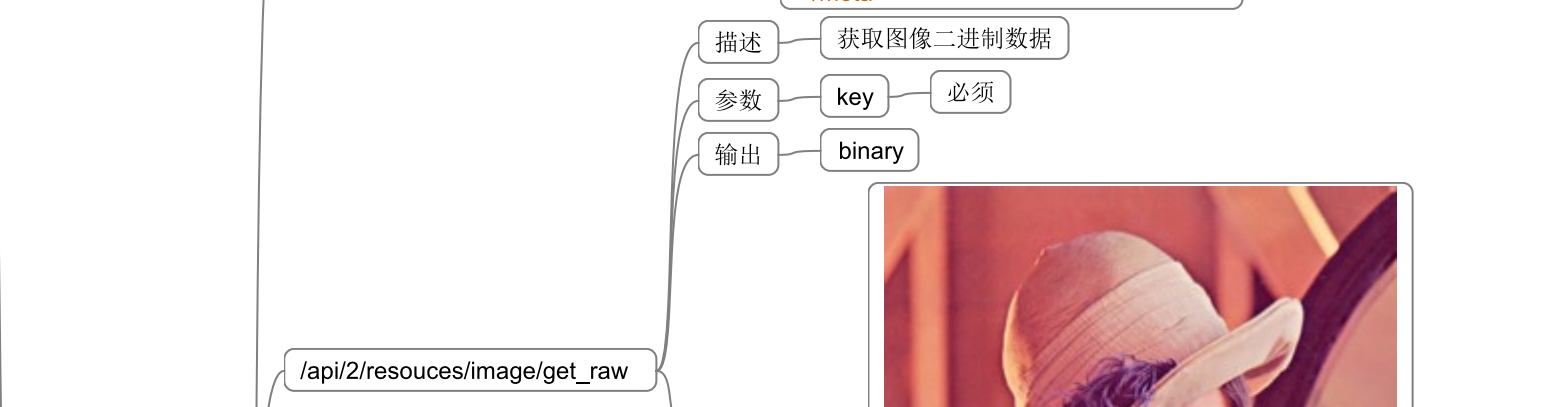 描述
获取图像二进制数据
参数
key
必须
输出
binary
/api/2/resouces/image/get_raw